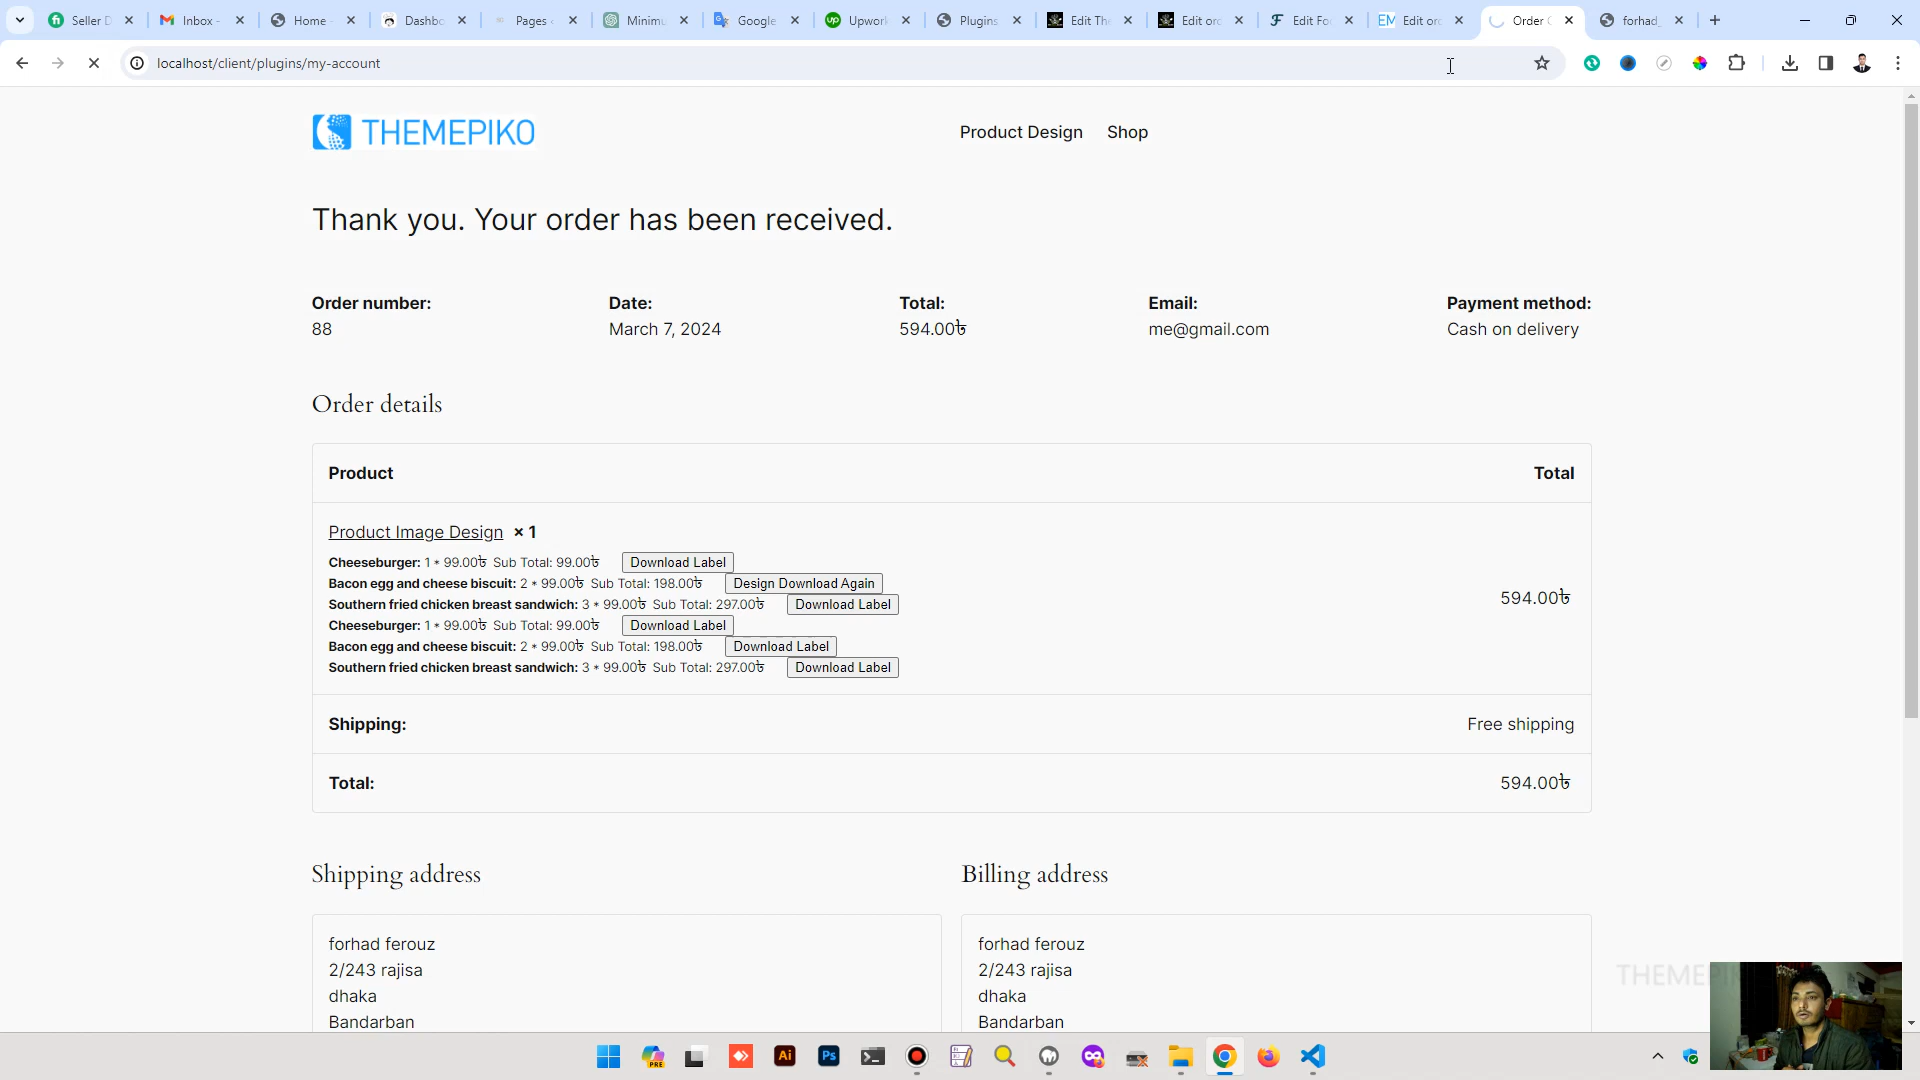 Seller D
Inbox -
Home -
Dashbo
Pages <
Minimu
Google
Upwork
Plugins
Edit The
Edit ord
Edit Fo
Edit ord
Order C
forhad_
localhost/client/plugins/my-account
THEMEPIKO
Product Design
Shop
Thank you. Your order has been received.
Order number:
88
Date:
March 7, 2024
Total:
594.00৳
Email:
me@gmail.com
Payment method:
Cash on delivery
Order details
Product
Total
Product Image Design × 1
Cheeseburger: 1 * 99.00৳ Sub Total: 99.00৳ Download Label
Bacon egg and cheese biscuit: 2 * 99.00৳ Sub Total: 198.00৳ Design Download Again
Southern fried chicken breast sandwich: 3 * 99.00৳ Sub Total: 297.00৳ Download Label
Cheeseburger: 1 * 99.00৳ Sub Total: 99.00৳ Download Label
Bacon egg and cheese biscuit: 2 * 99.00৳ Sub Total: 198.00৳ Download Label
Southern fried chicken breast sandwich: 3 * 99.00৳ Sub Total: 297.00৳ Download Label
594.00৳
Shipping:
Free shipping
Total:
594.00৳
Shipping address
forhad ferouz
2/243 rajisa
dhaka
Bandarban
Billing address
forhad ferouz
2/243 rajisa
dhaka
Bandarban